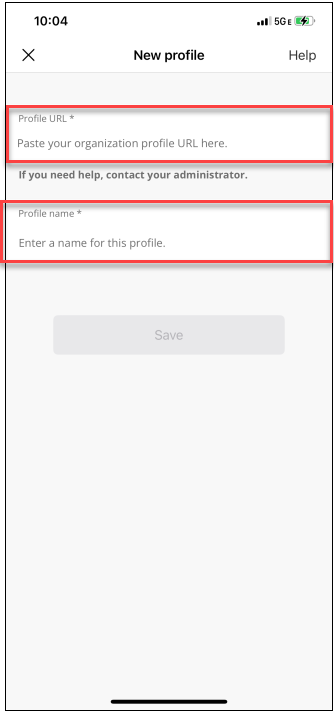 10:04 5G E
New profile Help
Profile URL *
Paste your organization profile URL here.
If you need help, contact your administrator.
Profile name *
Enter a name for this profile.
Save